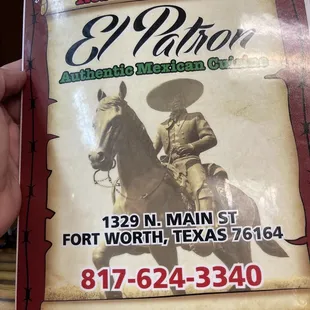 El Patron
Authentic Mexican Cuisine
1329 N. MAIN ST
FORT WORTH, TEXAS 76164
817-624-3340